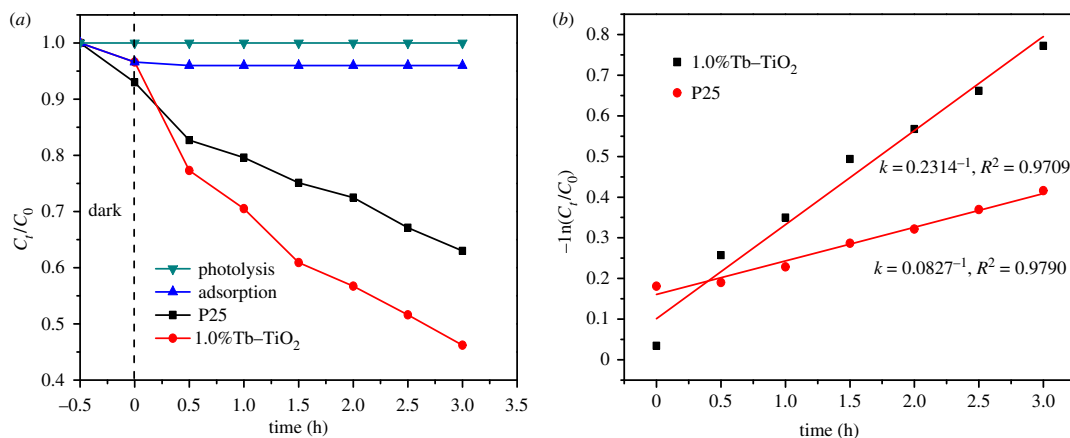 (a)
1.0
0.9
0.8
0.7
0.6
0.5
0.4
C_t/C_0
dark
photolysis
adsorption
P25
1.0%Tb–TiO₂
–0.5 0 0.5 1.0 1.5 2.0 2.5 3.0 3.5
time (h)
(b)
0.8
0.7
0.6
0.5
0.4
0.3
0.2
0.1
0
–1n(C_t/C_0)
1.0%Tb–TiO₂
P25
k = 0.2314⁻¹, R² = 0.9709
k = 0.0827⁻¹, R² = 0.9790
0 0.5 1.0 1.5 2.0 2.5 3.0
time (h)